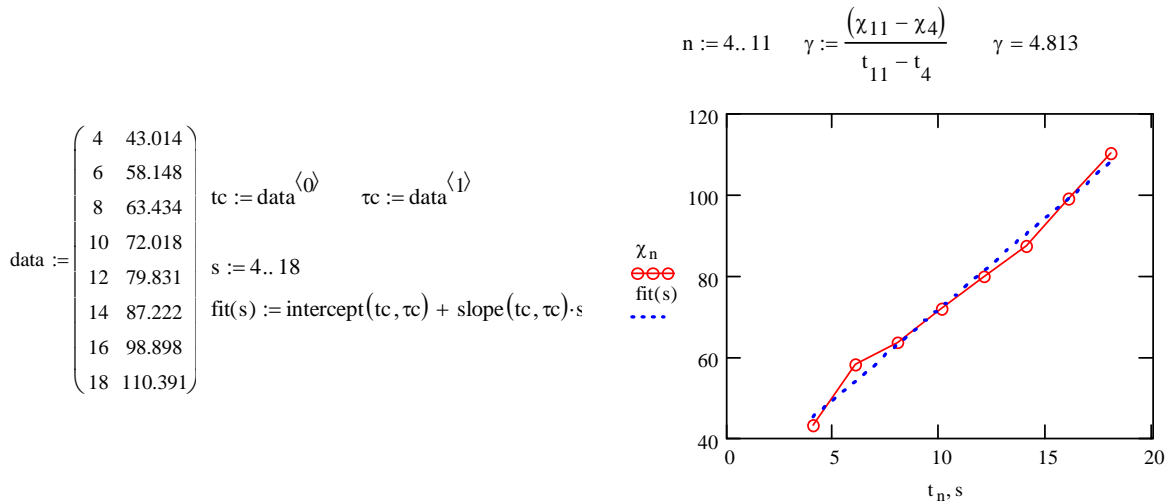 n := 4.. 11 γ := (χ11 − χ4) / t11 − t4 γ = 4.813
data :=
4 43.014
6 58.148
8 63.434
10 72.018
12 79.831
14 87.222
16 98.898
18 110.391
tc := data⟨0⟩ τc := data⟨1⟩
s := 4.. 18
fit(s) := intercept(tc , τc) + slope(tc , τc)·s
120
100
80
60
40
χn
fit(s)
0 5 10 15 20
tn, s